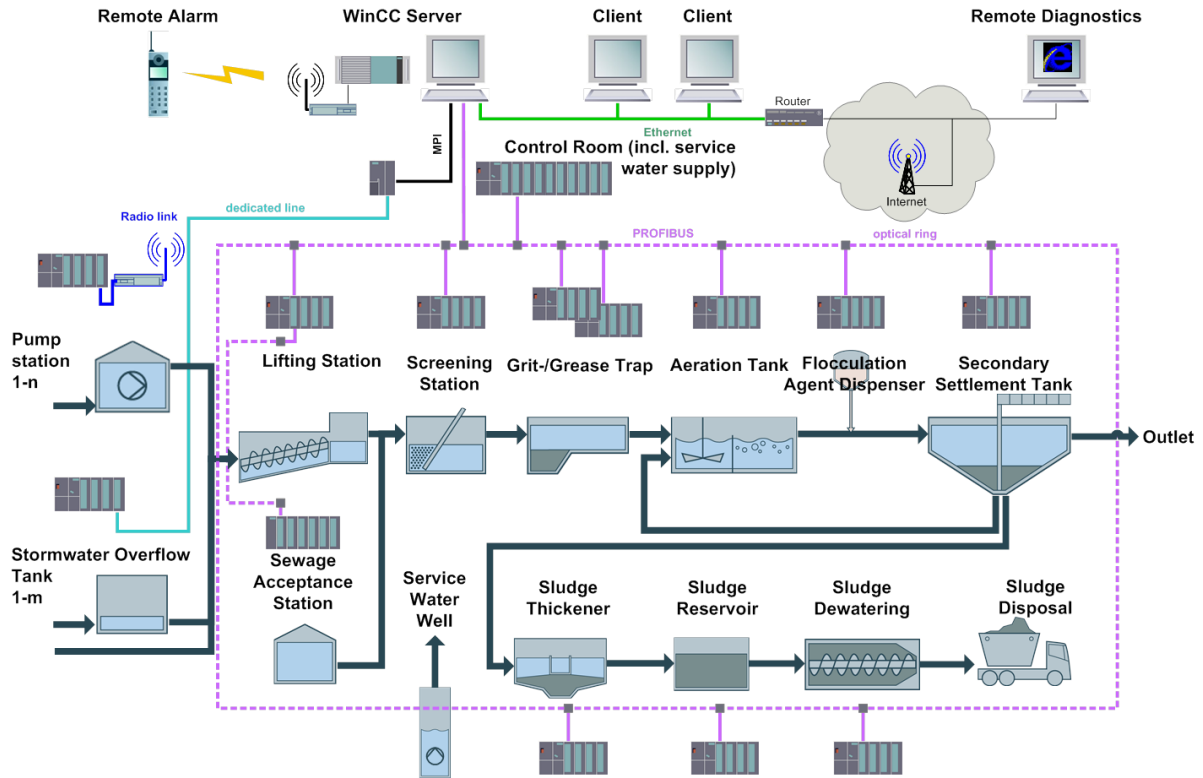 Remote Alarm
WinCC Server
Client
Client
Remote Diagnostics
Router
Ethernet
MPI
Control Room (incl. service
water supply)
Internet
dedicated line
Radio link
PROFIBUS
optical ring
Pump
station
1-n
Lifting Station
Screening
Station
Grit-/Grease Trap
Aeration Tank
Flocculation
Agent Dispenser
Secondary
Settlement Tank
Outlet
Stormwater Overflow
Tank
1-m
Sewage
Acceptance
Station
Service
Water
Well
Sludge
Thickener
Sludge
Reservoir
Sludge
Dewatering
Sludge
Disposal